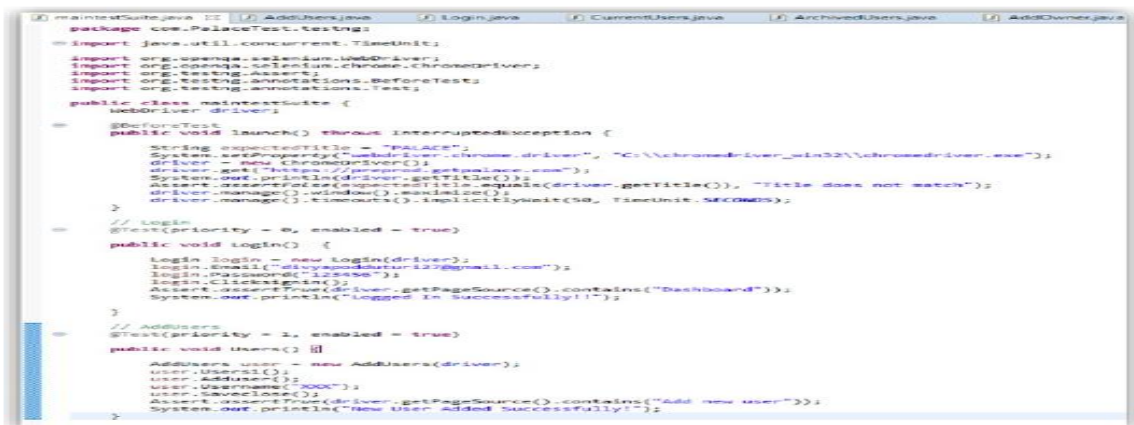 maintestSuite.java AddUsers.java Login.java CurrentUsers.java ArchivedUsers.java AddOwner.java
package com.PalaceTest.testng;
import java.util.concurrent.TimeUnit;
import org.openqa.selenium.WebDriver;
import org.openqa.selenium.chrome.ChromeDriver;
import org.testng.Assert;
import org.testng.annotations.BeforeTest;
import org.testng.annotations.Test;
public class maintestSuite {
WebDriver driver;
@BeforeTest
public void launch() throws InterruptedException {
String expectedTitle = "PALACE";
System.setProperty("webdriver.chrome.driver", "C:\\chromedriver_win32\\chromedriver.exe");
driver = new ChromeDriver();
driver.get("https://preprod.getpalace.com");
System.out.println(driver.getTitle());
Assert.assertFalse(expectedTitle.equals(driver.getTitle()), "Title does not match");
driver.manage().window().maximize();
driver.manage().timeouts().implicitlyWait(50, TimeUnit.SECONDS);
}
// Login
@Test(priority = 0, enabled = true)
public void Login() {
Login login = new Login(driver);
login.Email("divyapodduturi27@gmail.com");
login.Password("123456");
login.Clicksignin();
Assert.assertTrue(driver.getPageSource().contains("Dashboard"));
System.out.println("Logged In Successfully!!");
}
// AddUsers
@Test(priority = 1, enabled = true)
public void Users() {
AddUsers user = new AddUsers(driver);
user.Users1();
user.Adduser();
user.Username("XXX");
user.Saveclose();
Assert.assertTrue(driver.getPageSource().contains("Add new user"));
System.out.println("New User Added Successfully!");
}